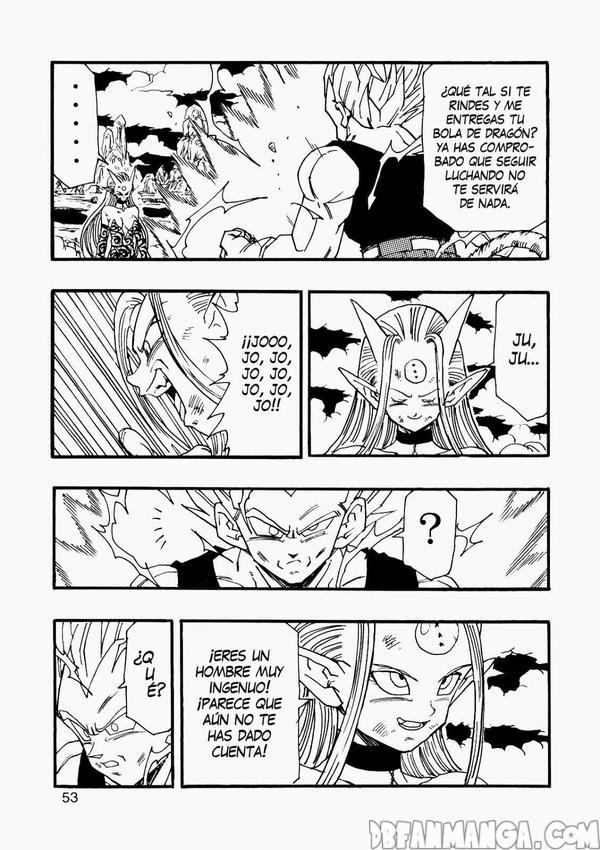 ¿QUÉ TAL SI TE
RINDES Y ME
ENTREGAS TU
BOLA DE DRAGÓN?
YA HAS COMPRO-
BADO QUE SEGUIR
LUCHANDO NO
TE SERVIRÁ
DE NADA.
JU,
JU...
¡¡JOOO,
JO, JO,
JO, JO,
JO, JO,
JO!!
?
¡ERES UN
HOMBRE MUY
INGENUO!
¡PARECE QUE
AÚN NO TE
HAS DADO
CUENTA!
¿Q
U
É?
53
DBFANMANGA.COM